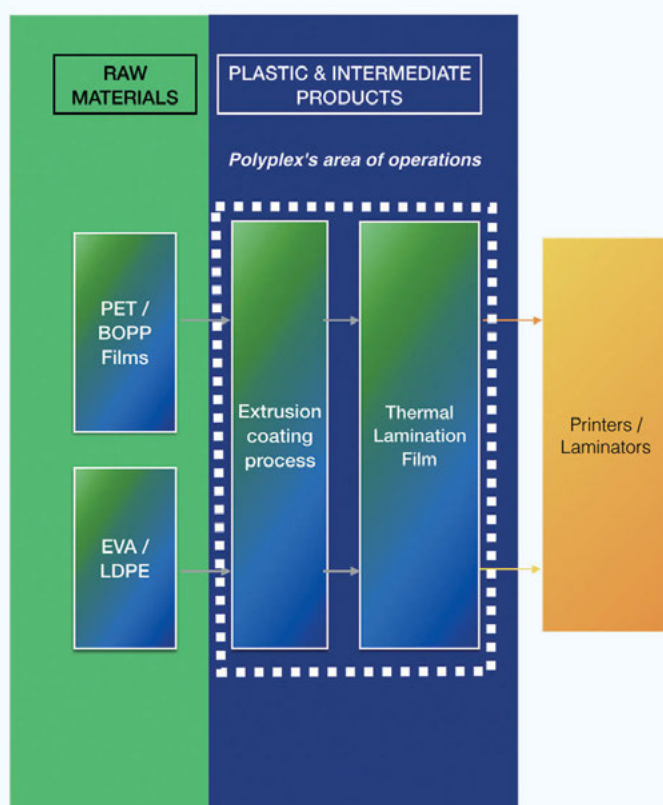 RAW
MATERIALS
PLASTIC & INTERMEDIATE
PRODUCTS
Polyplex's area of operations
PET /
BOPP
Films
EVA /
LDPE
Extrusion
coating
process
Thermal
Lamination
Film
Printers /
Laminators